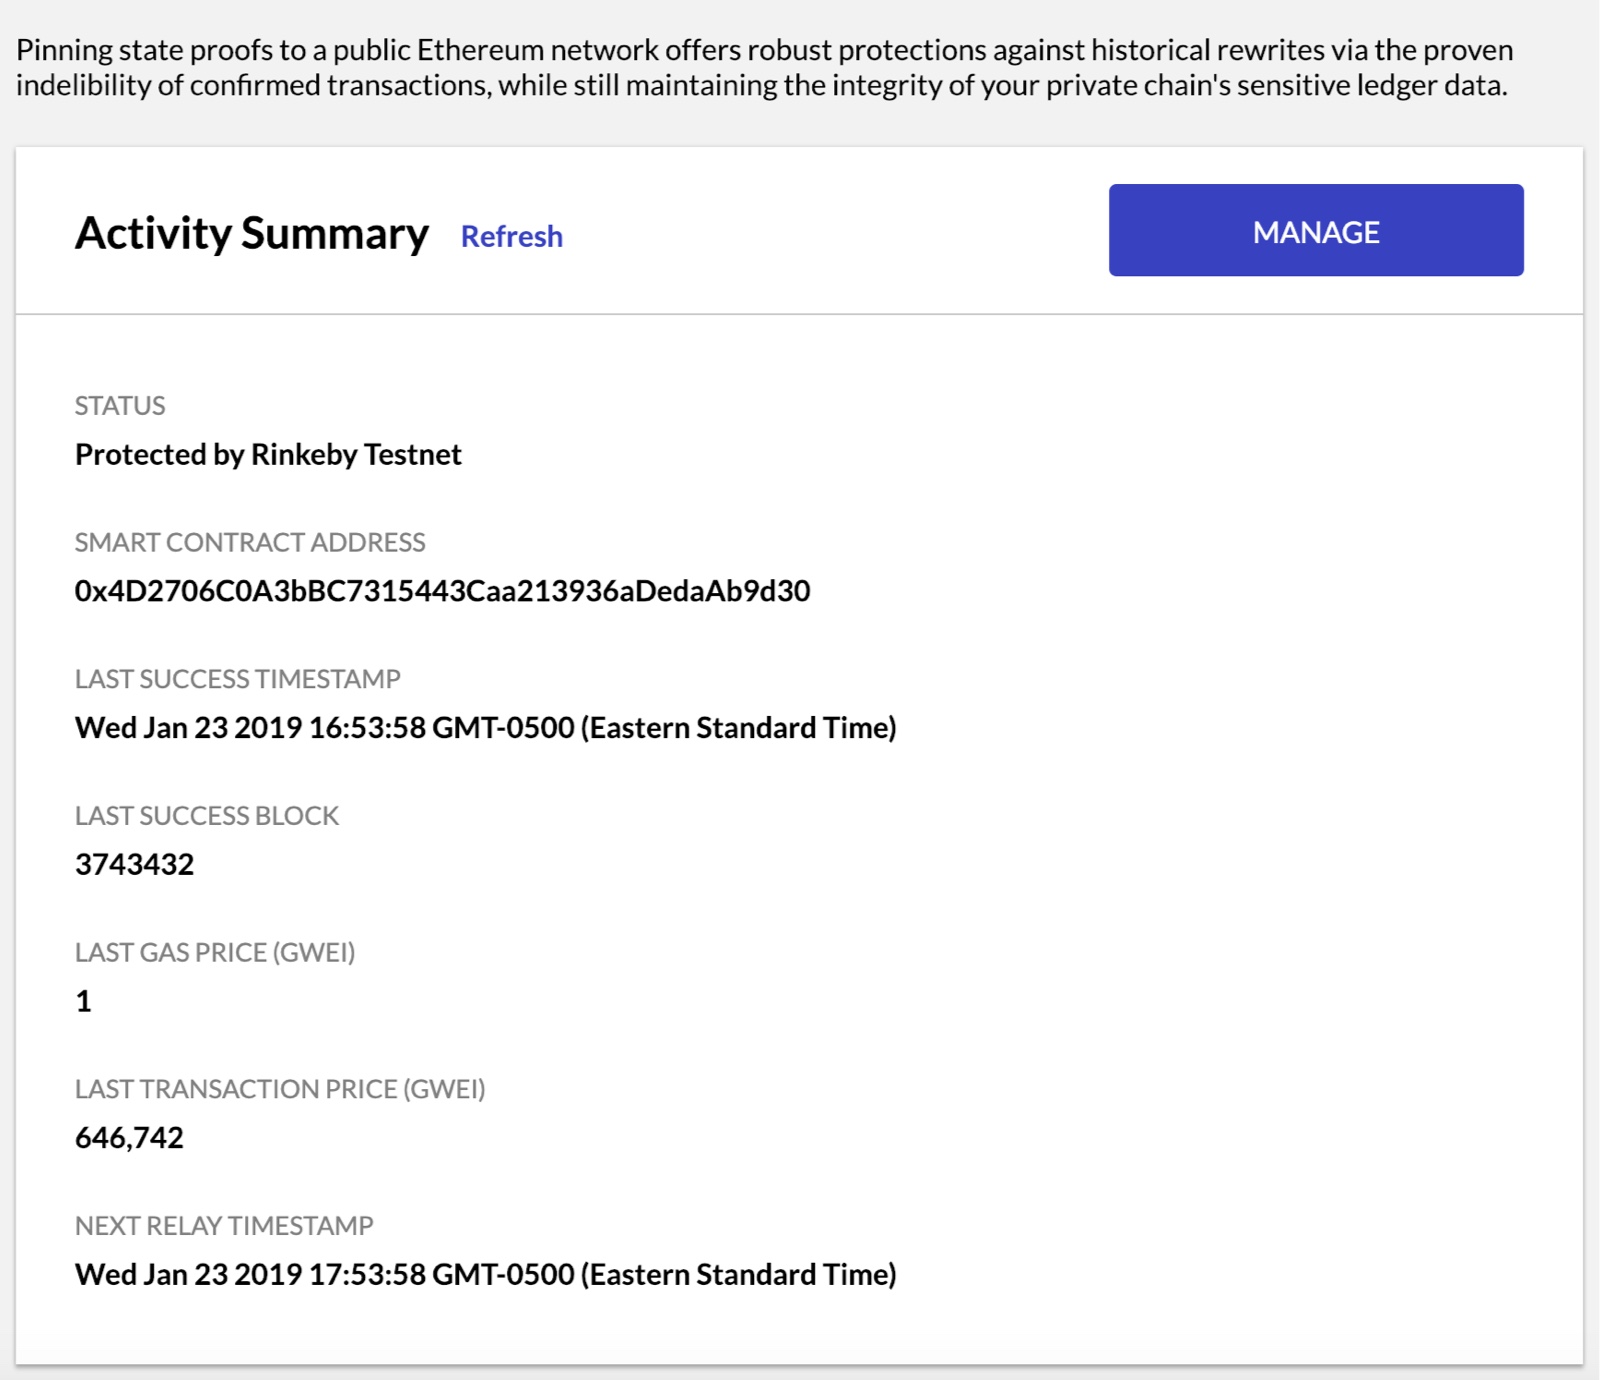 Pinning state proofs to a public Ethereum network offers robust protections against historical rewrites via the proven
indelibility of confirmed transactions, while still maintaining the integrity of your private chain's sensitive ledger data.
Activity Summary Refresh MANAGE
STATUS
Protected by Rinkeby Testnet
SMART CONTRACT ADDRESS
0x4D2706C0A3bBC7315443Caa213936aDedaAb9d30
LAST SUCCESS TIMESTAMP
Wed Jan 23 2019 16:53:58 GMT-0500 (Eastern Standard Time)
LAST SUCCESS BLOCK
3743432
LAST GAS PRICE (GWEI)
1
LAST TRANSACTION PRICE (GWEI)
646,742
NEXT RELAY TIMESTAMP
Wed Jan 23 2019 17:53:58 GMT-0500 (Eastern Standard Time)